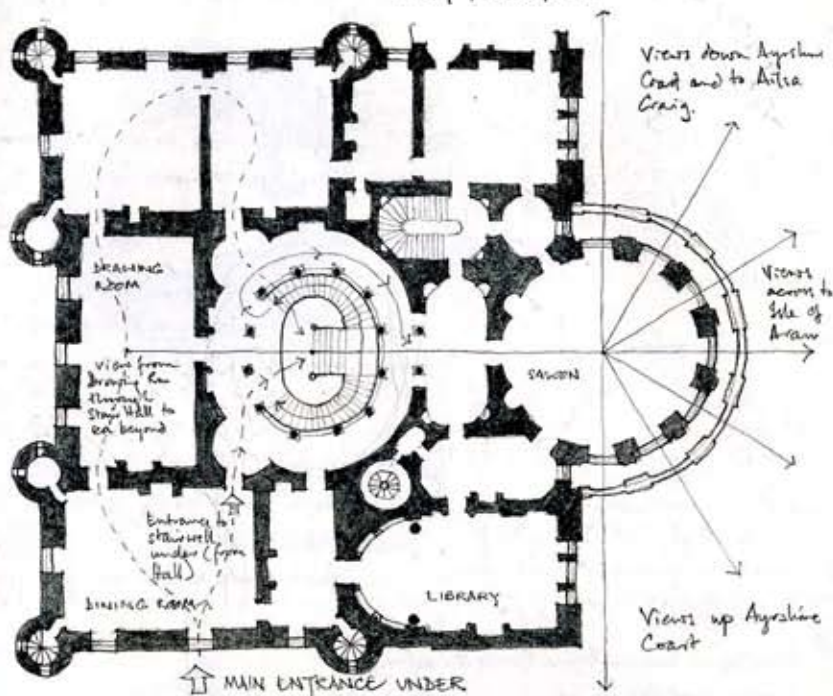 Views down Ayrshire
Coast and to Ailsa
Craig.
DRAWING
ROOM
View from
Drawing Rm
through
Stair Hall to
sea beyond
SALOON
Views
across to
Isle of
Arran
Entrance to
stairwell
under (from
Hall)
DINING ROOM
LIBRARY
Views up Ayrshire
Coast
MAIN ENTRANCE UNDER